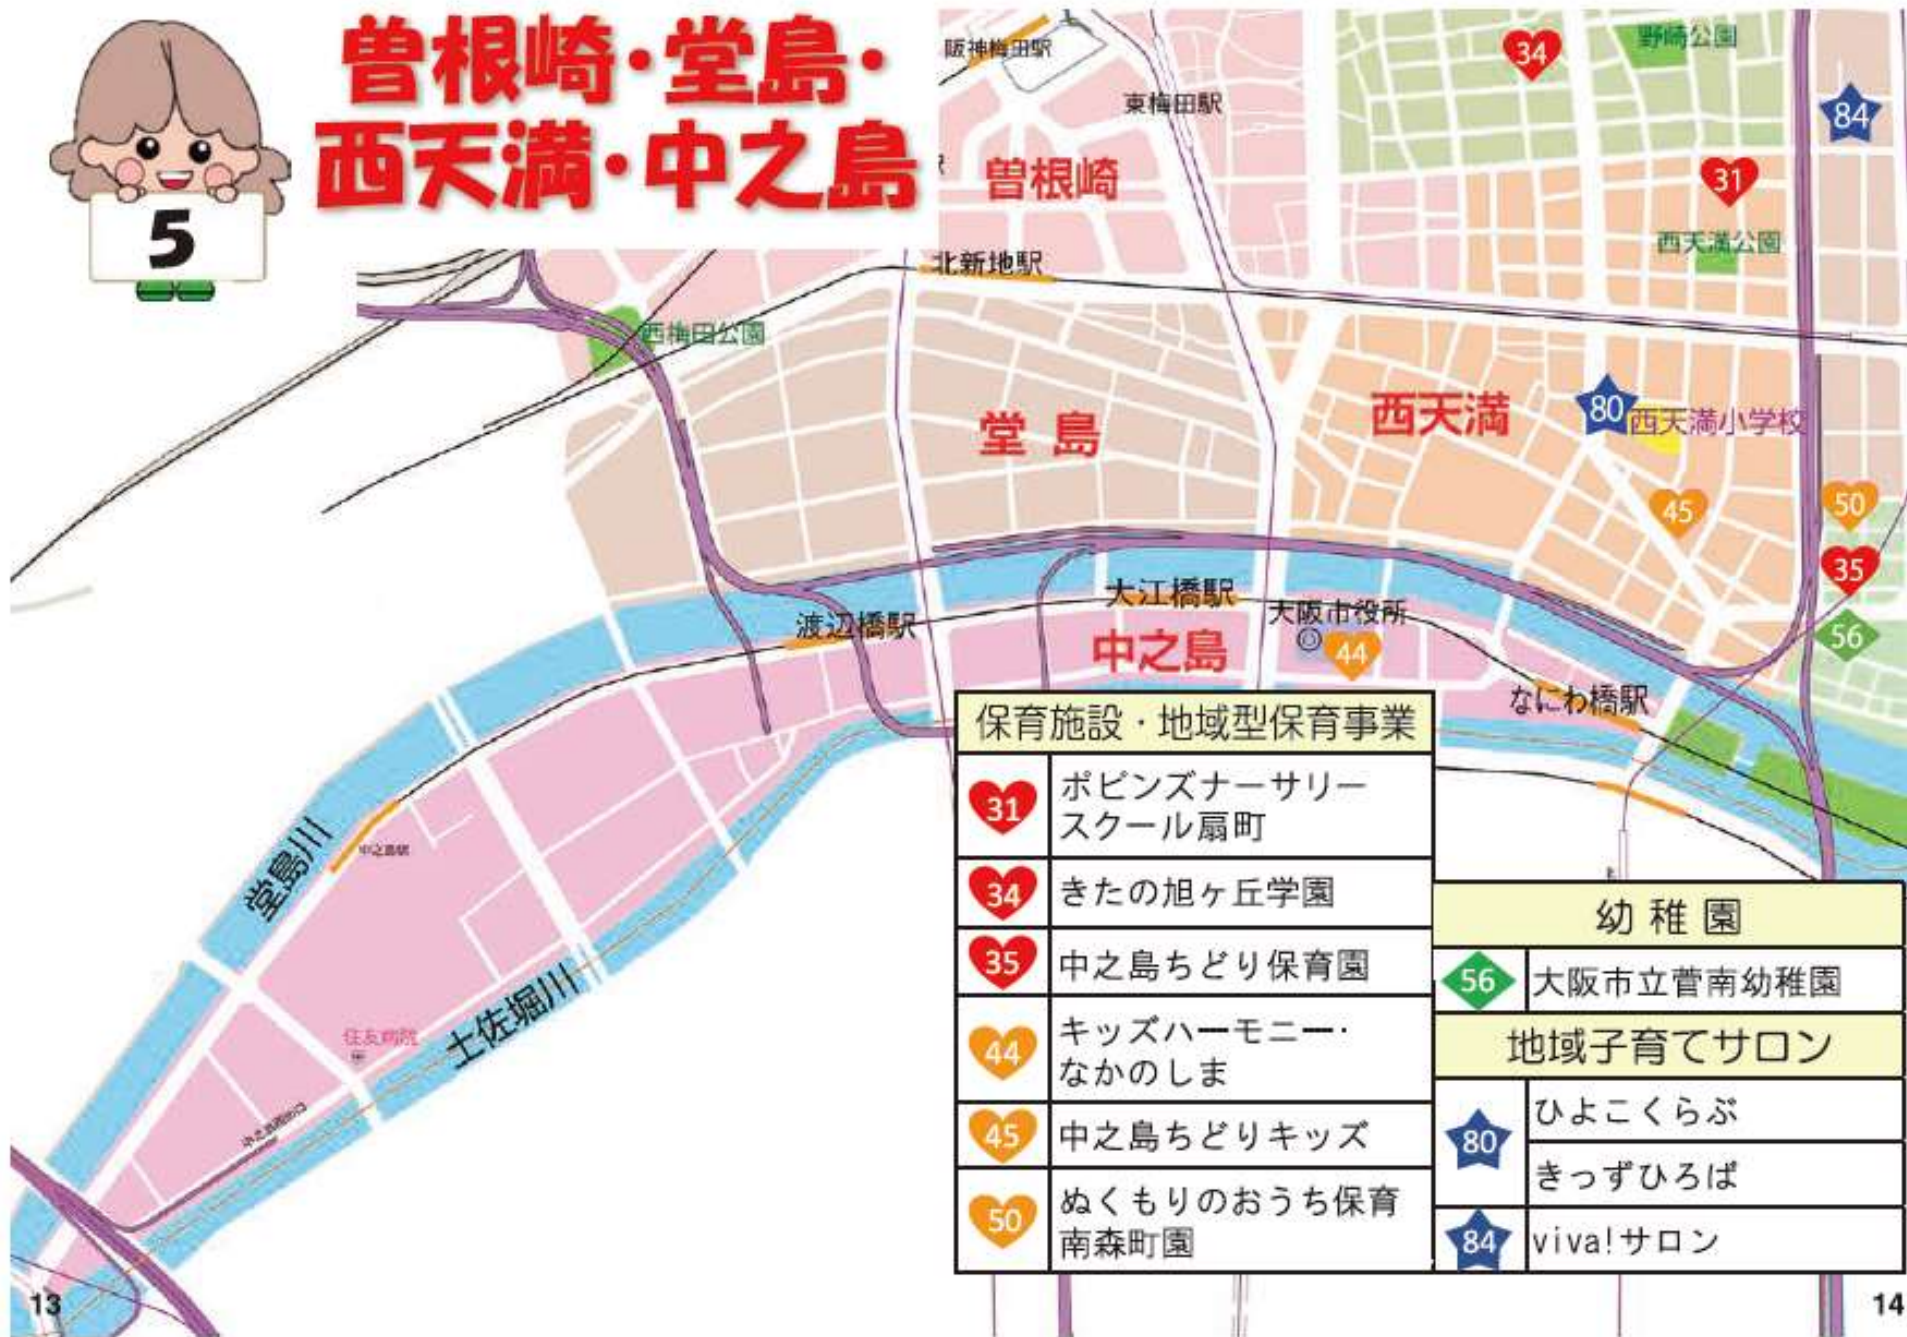 曽根崎・堂島・
西天満・中之島
5
阪神梅田駅
東梅田駅
曽根崎
北新地駅
西梅田公園
34
野崎公園
84
31
西天満公園
堂島
西天満
80
西天満小学校
45
50
35
56
大江橋駅
大阪市役所
44
渡辺橋駅
中之島
なにわ橋駅
堂島川
中之島駅
土佐堀川
住友病院
保育施設・地域型保育事業
31 ポピンズナーサリー
スクール扇町
34 きたの旭ヶ丘学園
35 中之島ちどり保育園
44 キッズハーモニー・
なかのしま
45 中之島ちどりキッズ
50 ぬくもりのおうち保育
南森町園
幼稚園
56 大阪市立菅南幼稚園
地域子育てサロン
80 ひよこくらぶ
きっずひろば
84 viva!サロン
13
14